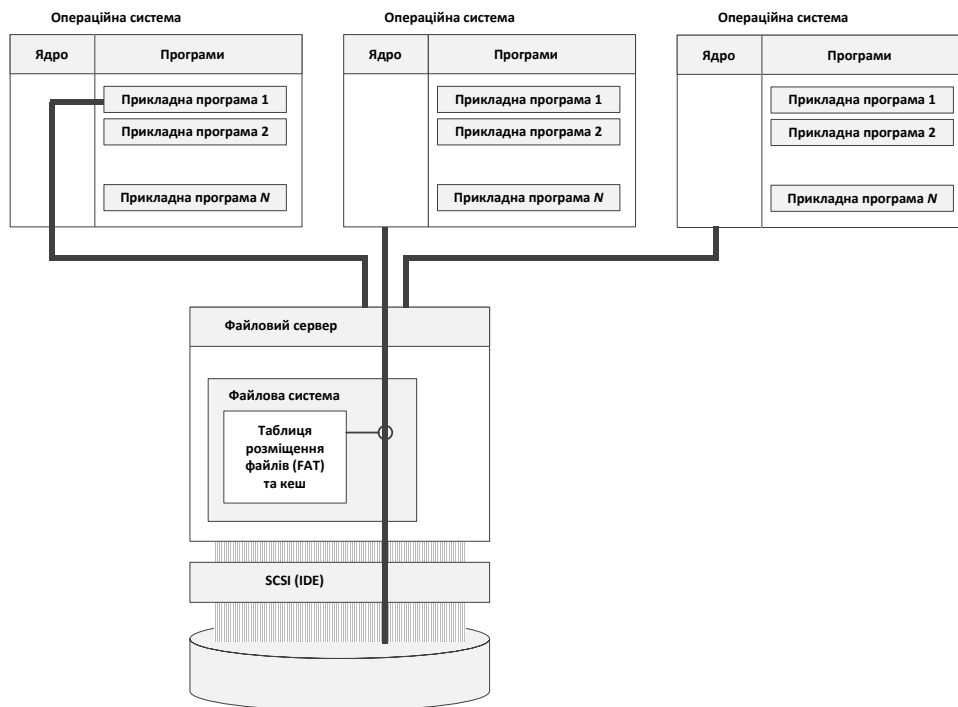 Операційна система
Операційна система
Операційна система
Ядро
Програми
Ядро
Програми
Ядро
Програми
Прикладна програма 1
Прикладна програма 1
Прикладна програма 1
Прикладна програма 2
Прикладна програма 2
Прикладна програма 2
Прикладна програма N
Прикладна програма N
Прикладна програма N
Файловий сервер
Файлова система
Таблиця
розміщення
файлів (FAT)
та кеш
SCSI (IDE)